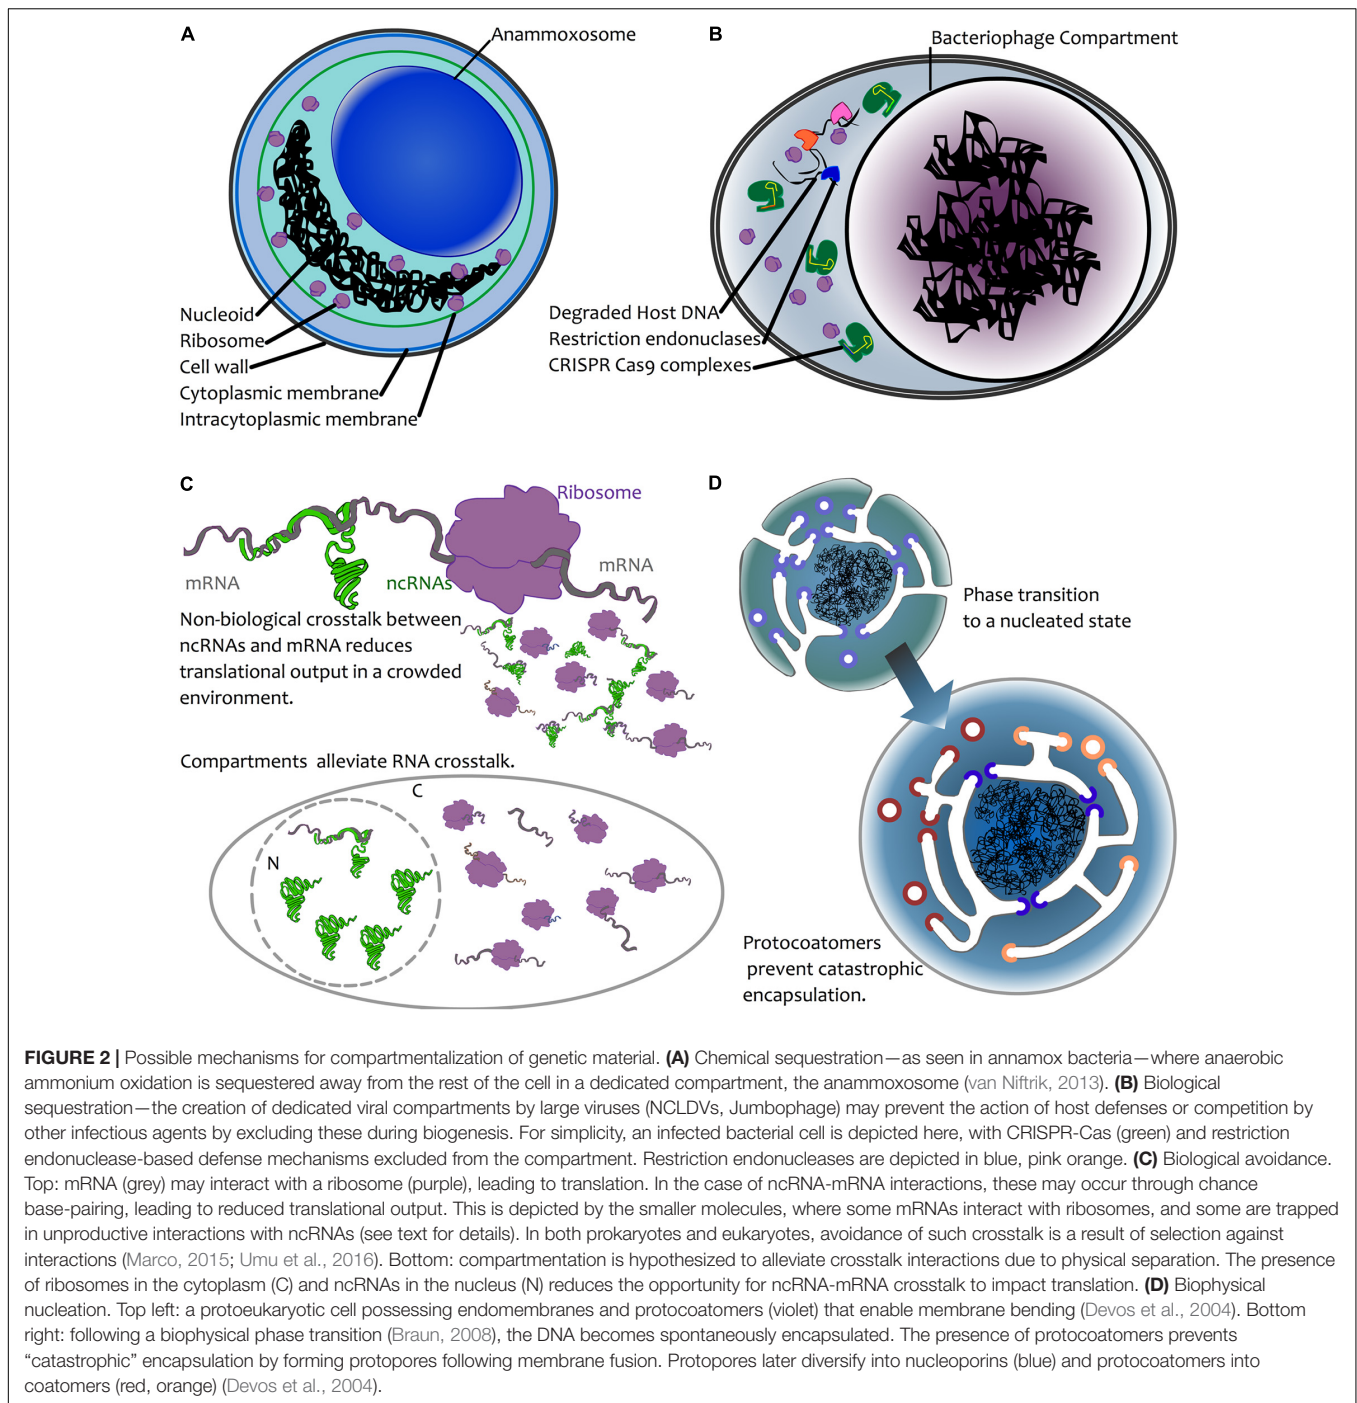 A
Anammoxosome
Nucleoid
Ribosome
Cell wall
Cytoplasmic membrane
Intracytoplasmic membrane
B
Bacteriophage Compartment
Degraded Host DNA
Restriction endonuclases
CRISPR Cas9 complexes
C
Ribosome
mRNA
ncRNAs
mRNA
Non-biological crosstalk between
ncRNAs and mRNA reduces
translational output in a crowded
environment.
Compartments alleviate RNA crosstalk.
C
N
D
Phase transition
to a nucleated state
Protocoatomers
prevent catastrophic
encapsulation.
FIGURE 2 | Possible mechanisms for compartmentalization of genetic material. (A) Chemical sequestration—as seen in annamox bacteria—where anaerobic
ammonium oxidation is sequestered away from the rest of the cell in a dedicated compartment, the anammoxosome (van Niftrik, 2013). (B) Biological
sequestration—the creation of dedicated viral compartments by large viruses (NCLDVs, Jumbophage) may prevent the action of host defenses or competition by
other infectious agents by excluding these during biogenesis. For simplicity, an infected bacterial cell is depicted here, with CRISPR-Cas (green) and restriction
endonuclease-based defense mechanisms excluded from the compartment. Restriction endonucleases are depicted in blue, pink orange. (C) Biological avoidance.
Top: mRNA (grey) may interact with a ribosome (purple), leading to translation. In the case of ncRNA-mRNA interactions, these may occur through chance
base-pairing, leading to reduced translational output. This is depicted by the smaller molecules, where some mRNAs interact with ribosomes, and some are trapped
in unproductive interactions with ncRNAs (see text for details). In both prokaryotes and eukaryotes, avoidance of such crosstalk is a result of selection against
interactions (Marco, 2015; Umu et al., 2016). Bottom: compartmentation is hypothesized to alleviate crosstalk interactions due to physical separation. The presence
of ribosomes in the cytoplasm (C) and ncRNAs in the nucleus (N) reduces the opportunity for ncRNA-mRNA crosstalk to impact translation. (D) Biophysical
nucleation. Top left: a protoeukaryotic cell possessing endomembranes and protocoatomers (violet) that enable membrane bending (Devos et al., 2004). Bottom
right: following a biophysical phase transition (Braun, 2008), the DNA becomes spontaneously encapsulated. The presence of protocoatomers prevents
“catastrophic” encapsulation by forming protopores following membrane fusion. Protopores later diversify into nucleoporins (blue) and protocoatomers into
coatomers (red, orange) (Devos et al., 2004).